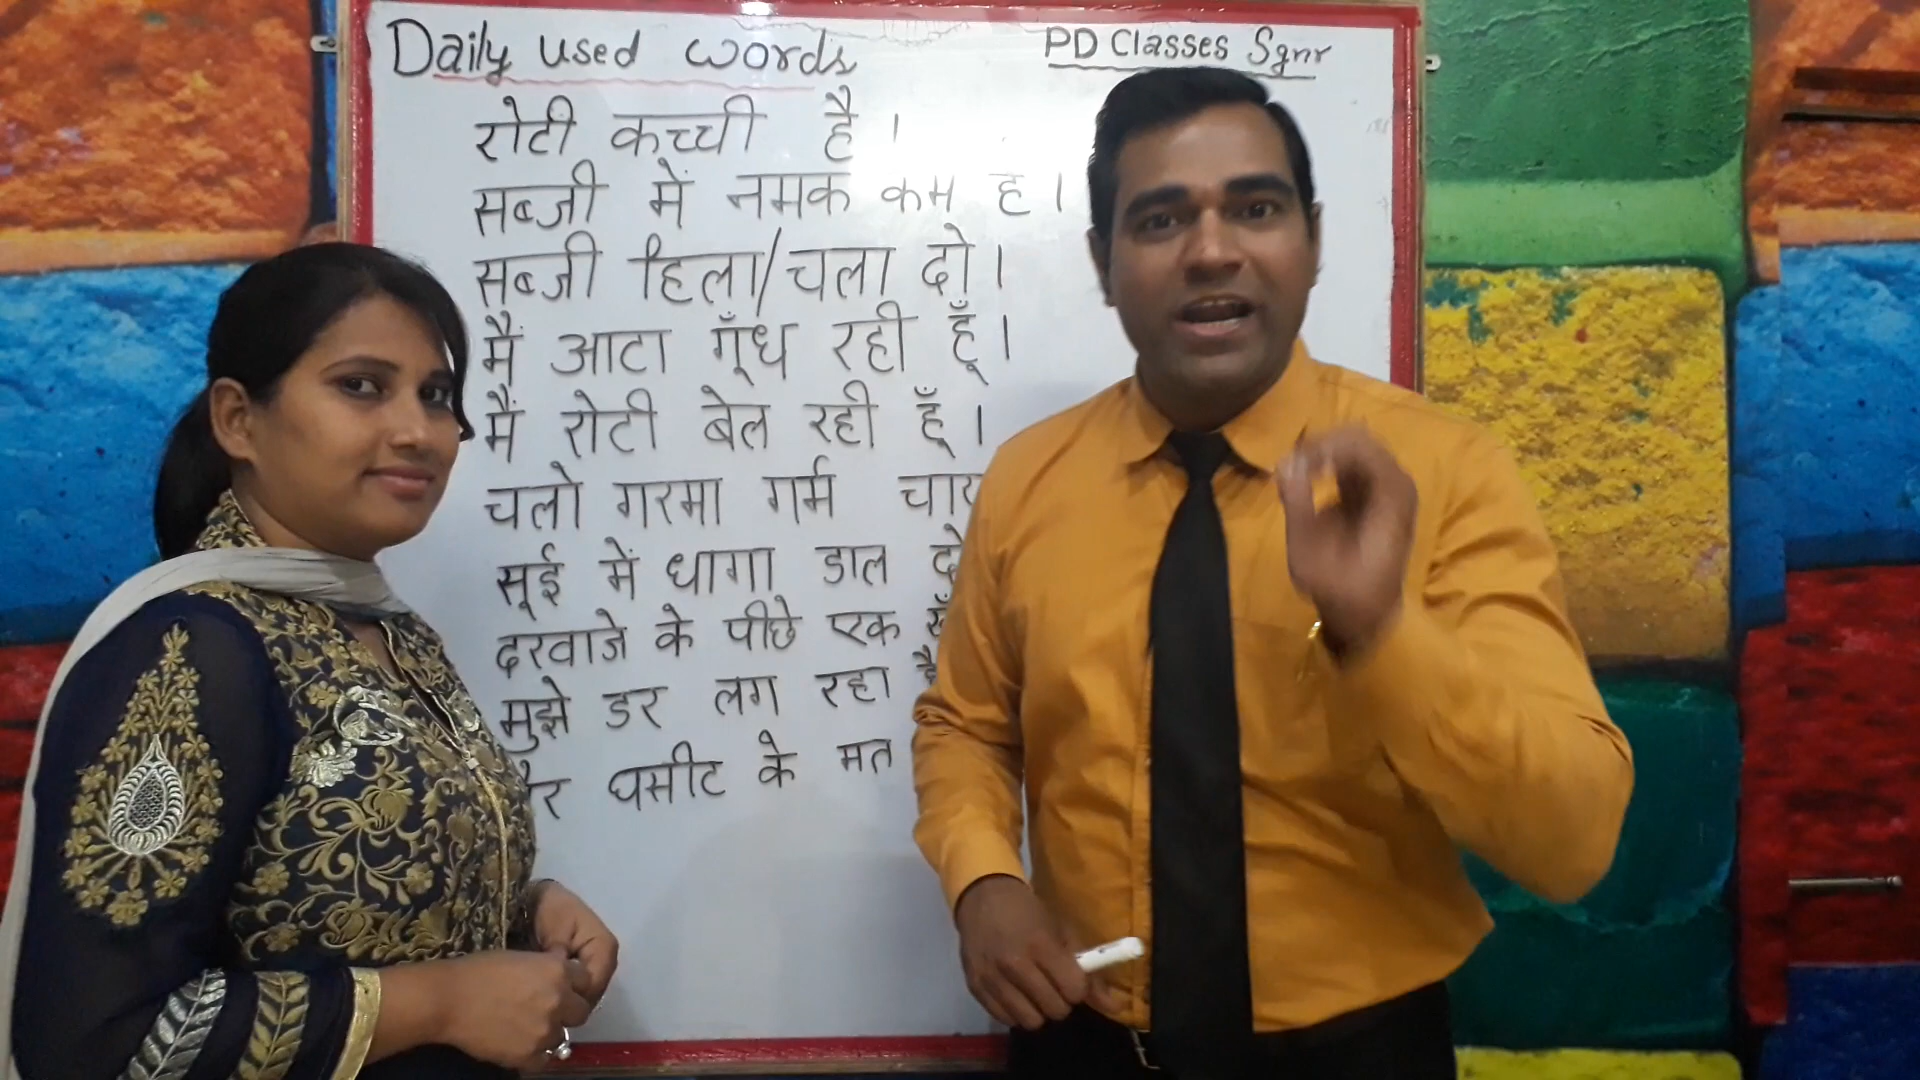 Daily used words
PD Classes Sgnr
रोटी कच्ची है ।
सब्जी में नमक कम ह ।
सब्जी हिला/चला दो ।
मैं आटा गूँध रही हूँ ।
मैं रोटी बेल रही हूँ ।
चलो गरमा गर्म चाय
सूई में धागा डाल दो
दरवाजे के पीछे एक
मुझे डर लग रहा है
घसीट के मत